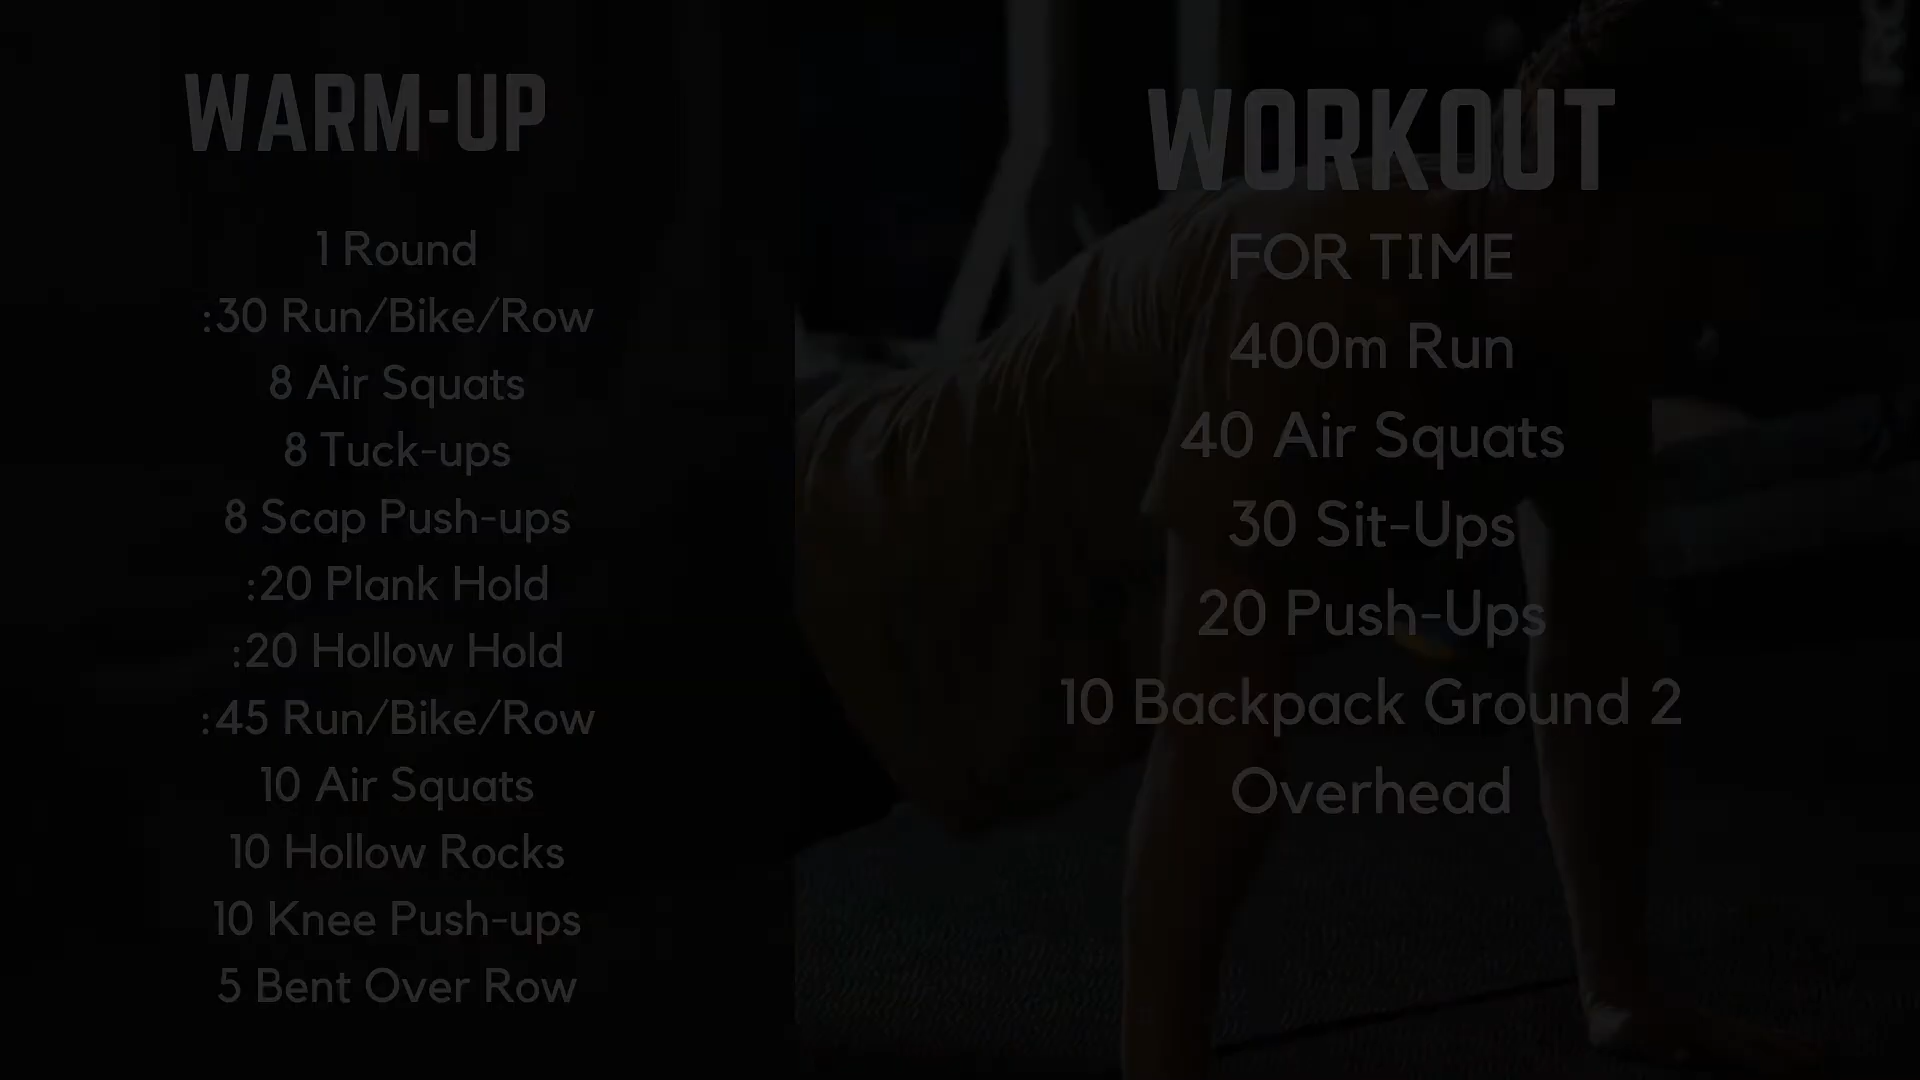 WARM-UP
1 Round
:30 Run/Bike/Row
8 Air Squats
8 Tuck-ups
8 Scap Push-ups
:20 Plank Hold
:20 Hollow Hold
:45 Run/Bike/Row
10 Air Squats
10 Hollow Rocks
10 Knee Push-ups
5 Bent Over Row
WORKOUT
FOR TIME
400m Run
40 Air Squats
30 Sit-Ups
20 Push-Ups
10 Backpack Ground 2
Overhead